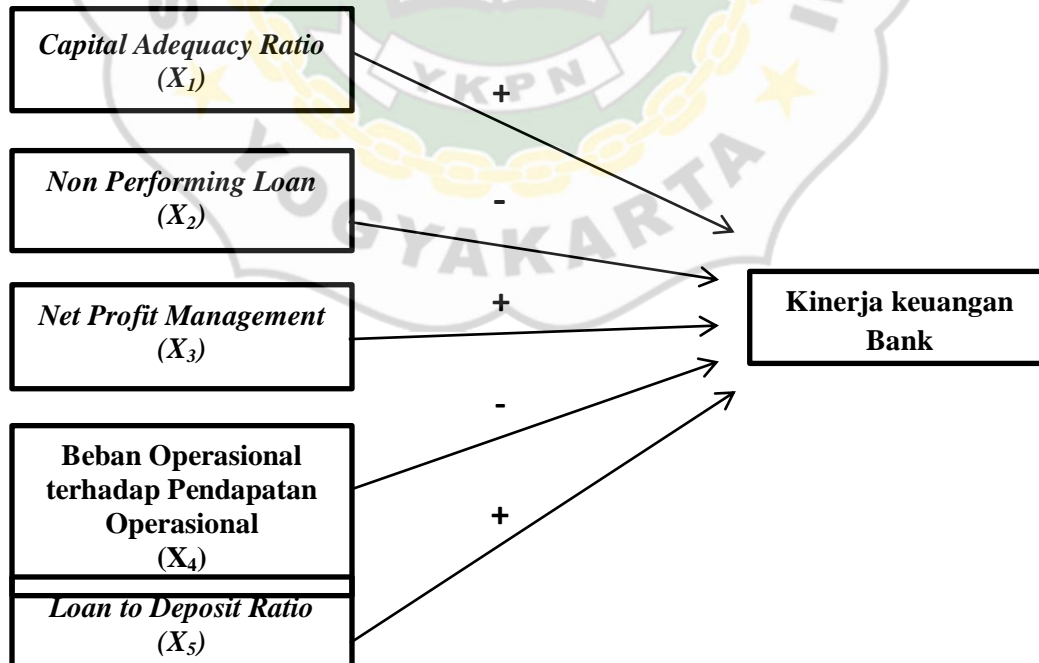 Capital Adequacy Ratio
(X1)
YKPN
+
Non Performing Loan
(X2)
-
YOGYAKARTA
Net Profit Management
(X3)
+
Kinerja keuangan
Bank
Beban Operasional
terhadap Pendapatan
Operasional
(X4)
-
Loan to Deposit Ratio
(X5)
+